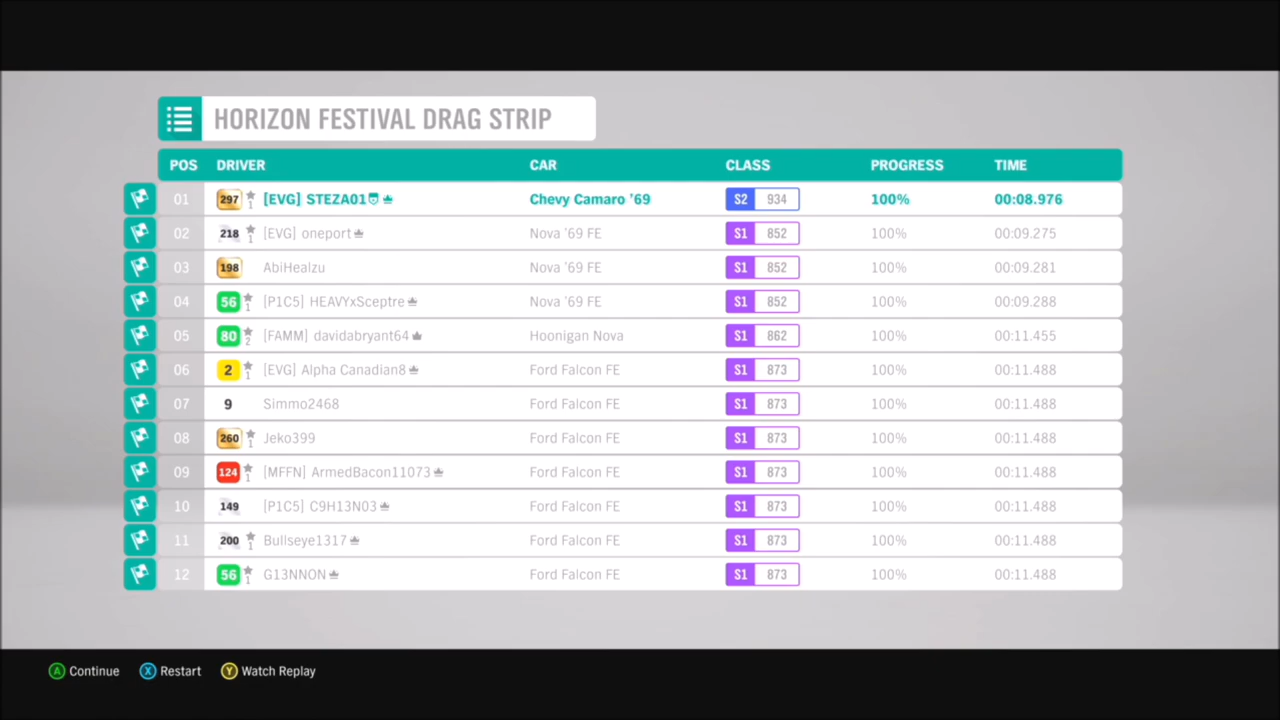 HORIZON FESTIVAL DRAG STRIP
POS DRIVER CAR CLASS PROGRESS TIME
01 297 1 [EVG] STEZA01 Chevy Camaro '69 S2 934 100% 00:08.976
02 218 1 [EVG] oneport Nova '69 FE S1 852 100% 00:09.275
03 198 AbiHealzu Nova '69 FE S1 852 100% 00:09.281
04 56 1 [P1C5] HEAVYxSceptre Nova '69 FE S1 852 100% 00:09.288
05 80 2 [FAMM] davidabryant64 Hoonigan Nova S1 862 100% 00:11.455
06 2 1 [EVG] Alpha Canadian8 Ford Falcon FE S1 873 100% 00:11.488
07 9 Simmo2468 Ford Falcon FE S1 873 100% 00:11.488
08 260 1 Jeko399 Ford Falcon FE S1 873 100% 00:11.488
09 124 1 [MFFN] ArmedBacon11073 Ford Falcon FE S1 873 100% 00:11.488
10 149 [P1C5] C9H13N03 Ford Falcon FE S1 873 100% 00:11.488
11 200 1 Bullseye1317 Ford Falcon FE S1 873 100% 00:11.488
12 56 1 G13NNON Ford Falcon FE S1 873 100% 00:11.488
A Continue X Restart Y Watch Replay